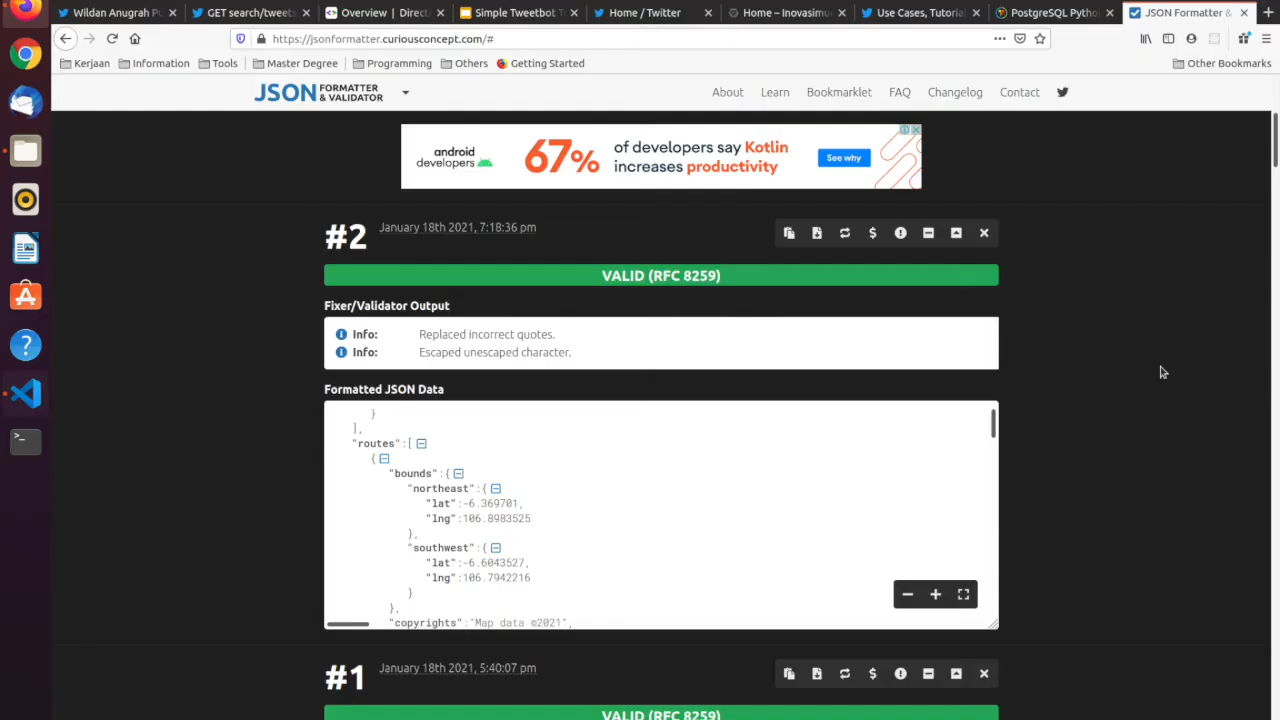 Wildan Anugrah Pu
GET search/tweets
Overview | Direct
Simple Tweetbot T
Home / Twitter
Home – Inovasimu
Use Cases, Tutoria
PostgreSQL Pytho
JSON Formatter &
https://jsonformatter.curiousconcept.com/#
Kerjaan
Information
Tools
Master Degree
Programming
Others
Getting Started
Other Bookmarks
JSON FORMATTER & VALIDATOR
About
Learn
Bookmarklet
FAQ
Changelog
Contact
android developers
67%
of developers say Kotlin
increases productivity
See why
#2
January 18th 2021, 7:18:36 pm
VALID (RFC 8259)
Fixer/Validator Output
Info: Replaced incorrect quotes.
Info: Escaped unescaped character.
Formatted JSON Data
}
],
"routes":[
{
"bounds":{
"northeast":{
"lat":-6.369701,
"lng":106.8983525
},
"southwest":{
"lat":-6.6043527,
"lng":106.7942216
}
},
"copyrights":"Map data ©2021",
#1
January 18th 2021, 5:40:07 pm
VALID (RFC 8259)